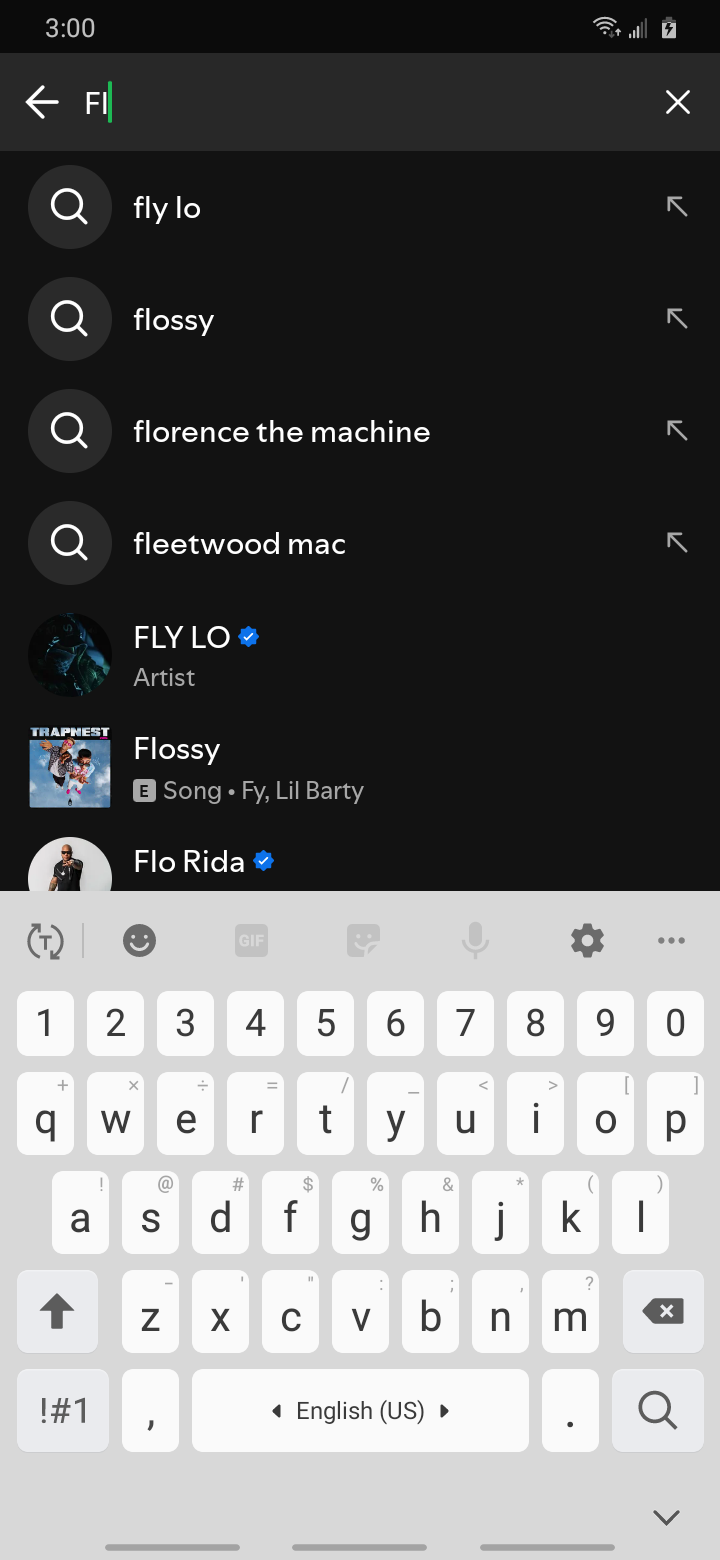 3:00
Fl
fly lo
flossy
florence the machine
fleetwood mac
FLY LO
Artist
TRAPNEST
Flossy
E Song • Fy, Lil Barty
Flo Rida
T GIF
1 2 3 4 5 6 7 8 9 0
+ × ÷ = / _ < > [ ]
q w e r t y u i o p
! @ # $ % & * ( )
a s d f g h j k l
- ' " : ; , ?
z x c v b n m
!#1 , English (US) .